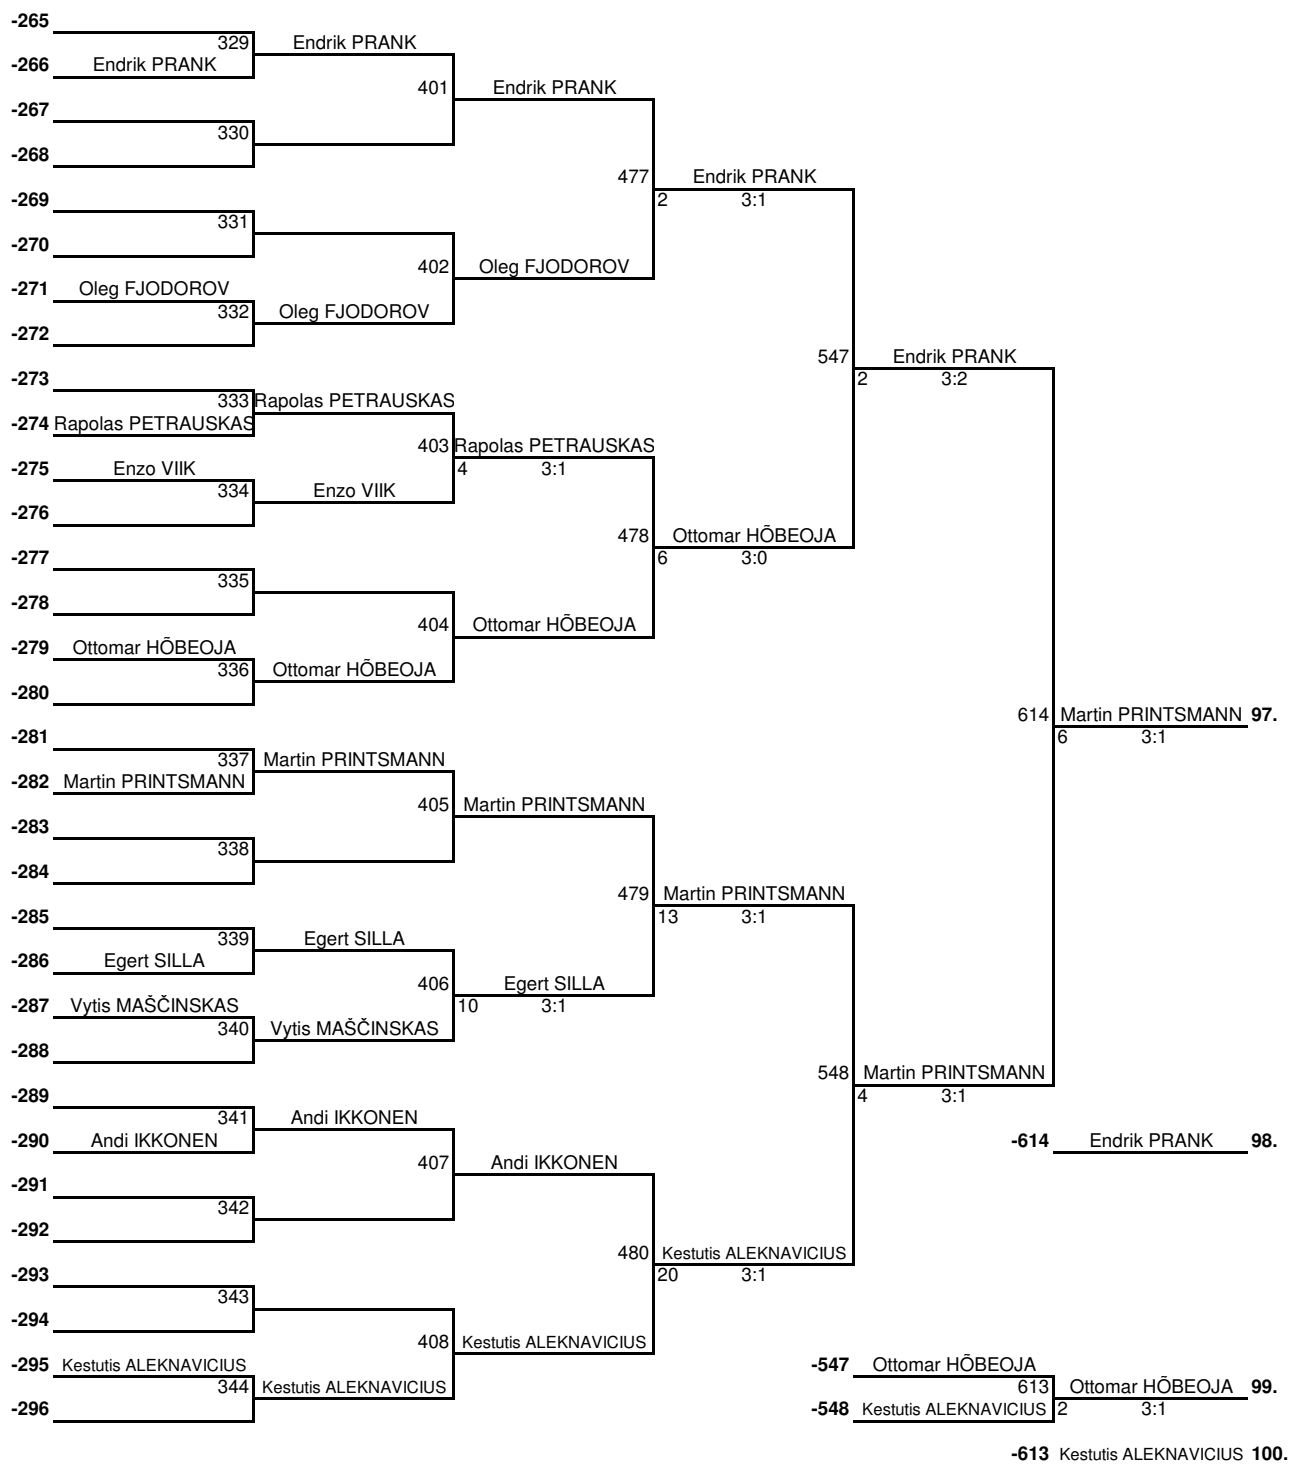 -265
329 Endrik PRANK
-266 Endrik PRANK
401 Endrik PRANK
-267
330
-268
477 Endrik PRANK
2 3:1
-269
331
-270
402 Oleg FJODOROV
-271 Oleg FJODOROV
332 Oleg FJODOROV
-272
547 Endrik PRANK
2 3:2
-273
333 Rapolas PETRAUSKAS
-274 Rapolas PETRAUSKAS
403 Rapolas PETRAUSKAS
-275 Enzo VIIK
4 3:1
334 Enzo VIIK
-276
478 Ottomar HÕBEOJA
6 3:0
-277
335
-278
404 Ottomar HÕBEOJA
-279 Ottomar HÕBEOJA
336 Ottomar HÕBEOJA
-280
614 Martin PRINTSMANN 97.
6 3:1
-281
337 Martin PRINTSMANN
-282 Martin PRINTSMANN
405 Martin PRINTSMANN
-283
338
-284
479 Martin PRINTSMANN
13 3:1
-285
339 Egert SILLA
-286 Egert SILLA
406 Egert SILLA
10 3:1
-287 Vytis MAŠČINSKAS
340 Vytis MAŠČINSKAS
-288
548 Martin PRINTSMANN
4 3:1
-289
341 Andi IKKONEN
-290 Andi IKKONEN
-614 Endrik PRANK 98.
407 Andi IKKONEN
-291
342
-292
480 Kestutis ALEKNAVICIUS
20 3:1
-293
343
-294
408 Kestutis ALEKNAVICIUS
-295 Kestutis ALEKNAVICIUS
344 Kestutis ALEKNAVICIUS
-296
-547 Ottomar HÕBEOJA
613 Ottomar HÕBEOJA 99.
-548 Kestutis ALEKNAVICIUS
2 3:1
-613 Kestutis ALEKNAVICIUS 100.